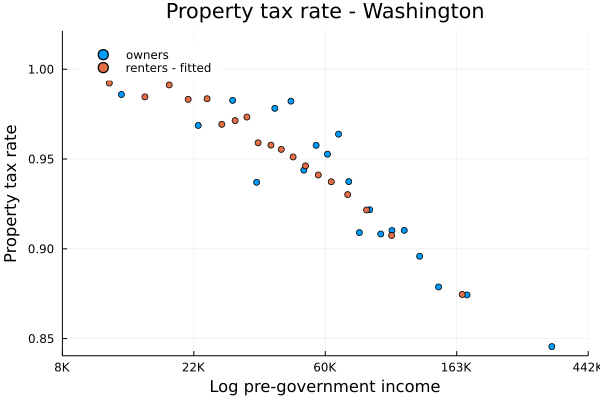 Property tax rate - Washington
owners
renters - fitted
Property tax rate
1.00
0.95
0.90
0.85
8K
22K
60K
163K
442K
Log pre-government income